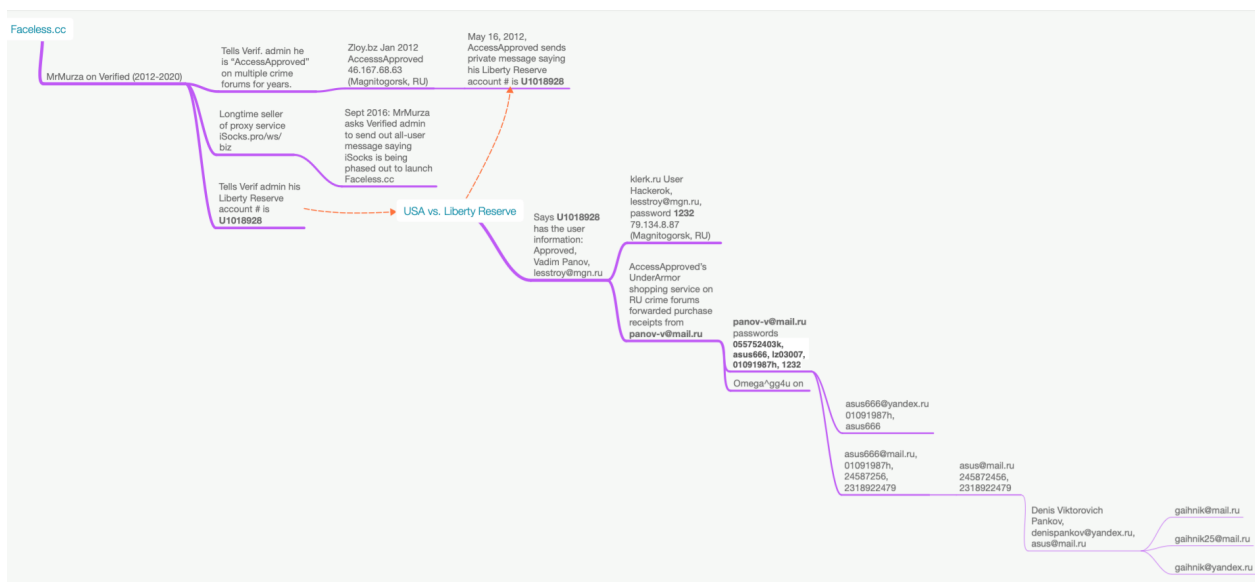 Faceless.cc
MrMurza on Verified (2012-2020)
Tells Verif. admin he
is “AccessApproved”
on multiple crime
forums for years.
Zloy.bz Jan 2012
AccesssApproved
46.167.68.63
(Magnitogorsk, RU)
May 16, 2012,
AccessApproved sends
private message saying
his Liberty Reserve
account # is U1018928
Longtime seller
of proxy service
iSocks.pro/ws/
biz
Sept 2016: MrMurza
asks Verified admin
to send out all-user
message saying
iSocks is being
phased out to launch
Faceless.cc
Tells Verif admin his
Liberty Reserve
account # is
U1018928
USA vs. Liberty Reserve
Says U1018928
has the user
information:
Approved,
Vadim Panov,
lesstroy@mgn.ru
klerk.ru User
Hackerok,
lesstroy@mgn.ru,
password 1232
79.134.8.87
(Magnitogorsk, RU)
AccessApproved's
UnderArmor
shopping service on
RU crime forums
forwarded purchase
receipts from
panov-v@mail.ru
panov-v@mail.ru
passwords
055752403k,
asus666, lz03007,
01091987h, 1232
Omega^gg4u on
asus666@yandex.ru
01091987h,
asus666
asus666@mail.ru,
01091987h,
24587256,
2318922479
asus@mail.ru
245872456,
2318922479
Denis Viktorovich
Pankov,
denispankov@yandex.ru,
asus@mail.ru
gaihnik@mail.ru
gaihnik25@mail.ru
gaihnik@yandex.ru